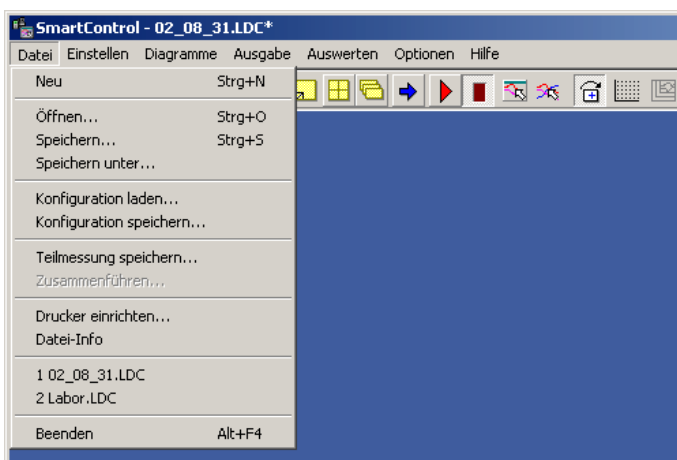 SmartControl - 02_08_31.LDC*
Datei Einstellen Diagramme Ausgabe Auswerten Optionen Hilfe
Neu Strg+N
Öffnen... Strg+O
Speichern... Strg+S
Speichern unter...
Konfiguration laden...
Konfiguration speichern...
Teilmessung speichern...
Zusammenführen...
Drucker einrichten...
Datei-Info
1 02_08_31.LDC
2 Labor.LDC
Beenden Alt+F4